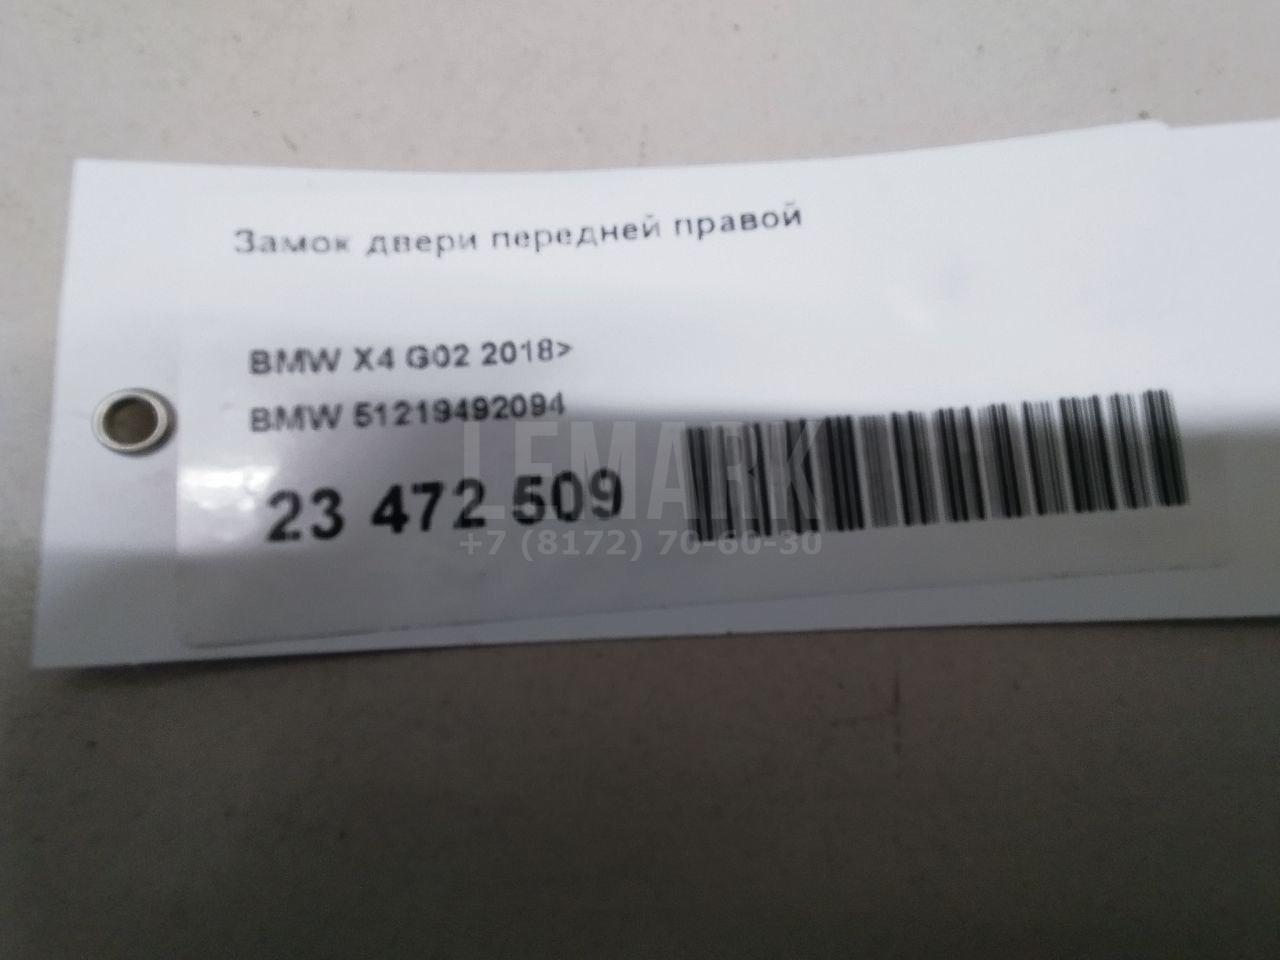 Замок двери передней правой
BMW X4 G02 2018>
BMW 51219492094
23 472 509
LEMARK
+7 (8172) 70-60-30